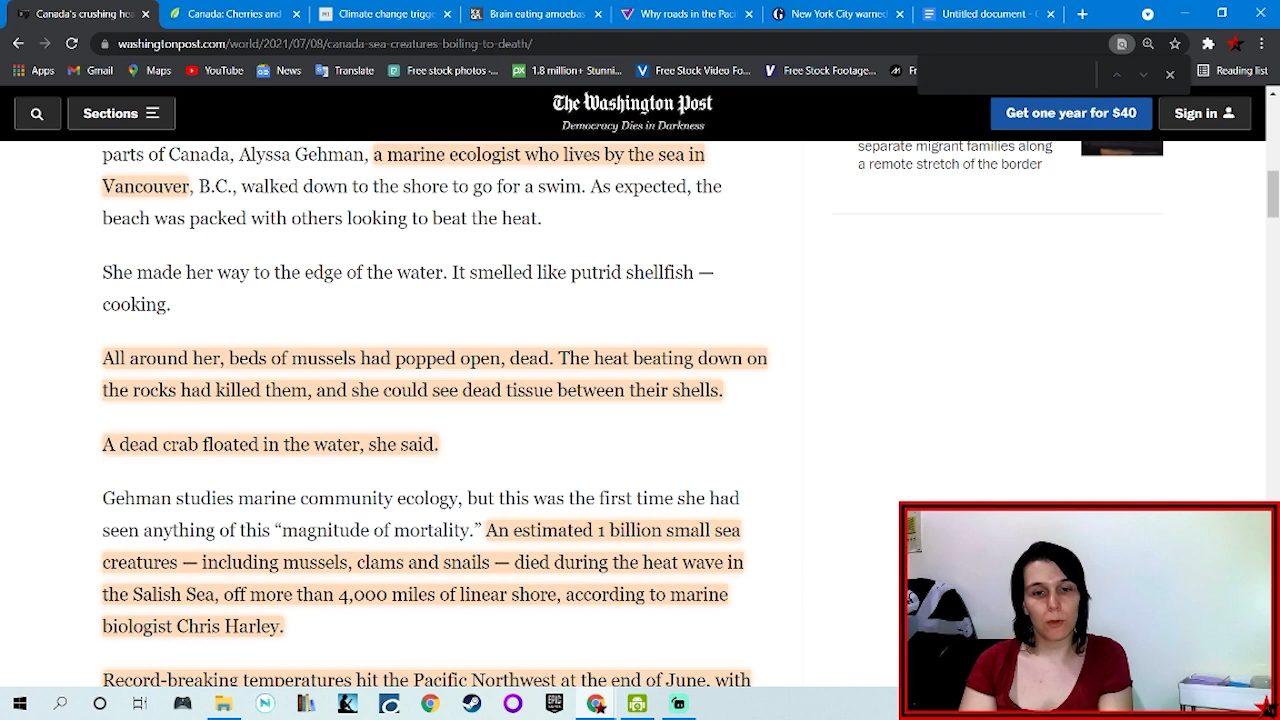 Canada's crushing hea
Canada: Cherries and
Climate change trigge
Brain eating amoebas
Why roads in the Paci
New York City warned
Untitled document - G
washingtonpost.com/world/2021/07/08/canada-sea-creatures-boiling-to-death/
Apps
Gmail
Maps
YouTube
News
Translate
Free stock photos -...
1.8 million+ Stunni...
Free Stock Video Fo...
Free Stock Footage...
Fr
Reading list
Sections
The Washington Post
Democracy Dies in Darkness
Get one year for $40
Sign in
parts of Canada, Alyssa Gehman, a marine ecologist who lives by the sea in
Vancouver, B.C., walked down to the shore to go for a swim. As expected, the
beach was packed with others looking to beat the heat.
She made her way to the edge of the water. It smelled like putrid shellfish —
cooking.
All around her, beds of mussels had popped open, dead. The heat beating down on
the rocks had killed them, and she could see dead tissue between their shells.
A dead crab floated in the water, she said.
Gehman studies marine community ecology, but this was the first time she had
seen anything of this “magnitude of mortality.” An estimated 1 billion small sea
creatures — including mussels, clams and snails — died during the heat wave in
the Salish Sea, off more than 4,000 miles of linear shore, according to marine
biologist Chris Harley.
Record-breaking temperatures hit the Pacific Northwest at the end of June, with
separate migrant families along
a remote stretch of the border